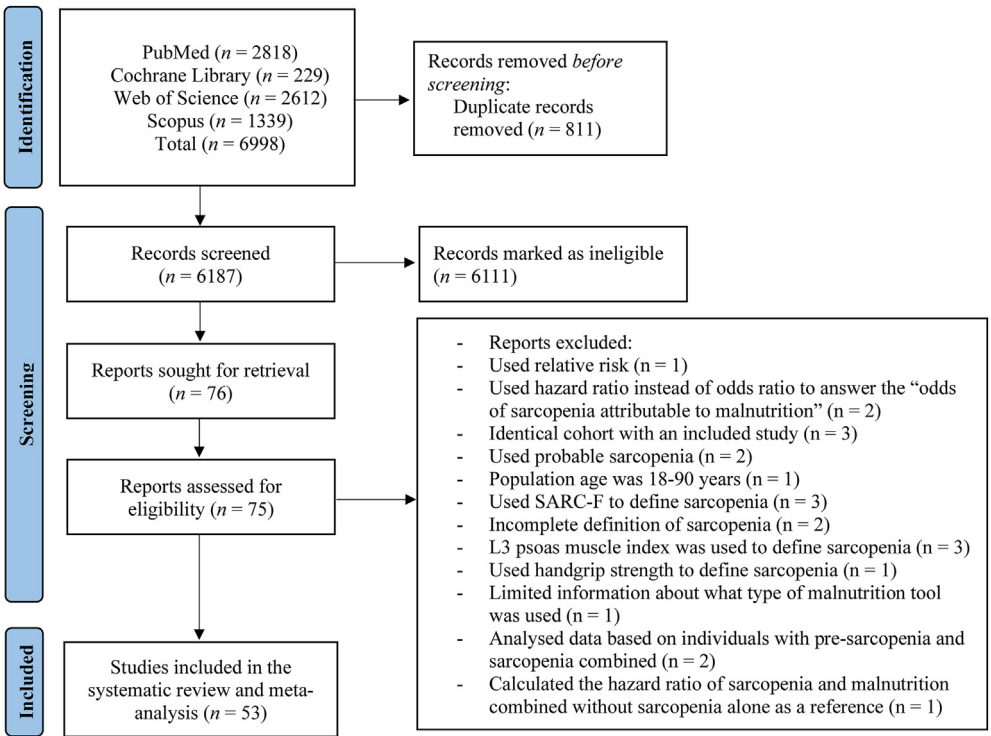 Identification
PubMed (n = 2818)
Cochrane Library (n = 229)
Web of Science (n = 2612)
Scopus (n = 1339)
Total (n = 6998)
Records removed before
screening:
Duplicate records
removed (n = 811)
Screening
Records screened
(n = 6187)
Records marked as ineligible
(n = 6111)
Reports sought for retrieval
(n = 76)
Reports assessed for
eligibility (n = 75)
- Reports excluded:
- Used relative risk (n = 1)
- Used hazard ratio instead of odds ratio to answer the “odds
of sarcopenia attributable to malnutrition” (n = 2)
- Identical cohort with an included study (n = 3)
- Used probable sarcopenia (n = 2)
- Population age was 18-90 years (n = 1)
- Used SARC-F to define sarcopenia (n = 3)
- Incomplete definition of sarcopenia (n = 2)
- L3 psoas muscle index was used to define sarcopenia (n = 3)
- Used handgrip strength to define sarcopenia (n = 1)
- Limited information about what type of malnutrition tool
was used (n = 1)
- Analysed data based on individuals with pre-sarcopenia and
sarcopenia combined (n = 2)
- Calculated the hazard ratio of sarcopenia and malnutrition
combined without sarcopenia alone as a reference (n = 1)
Included
Studies included in the
systematic review and meta-
analysis (n = 53)